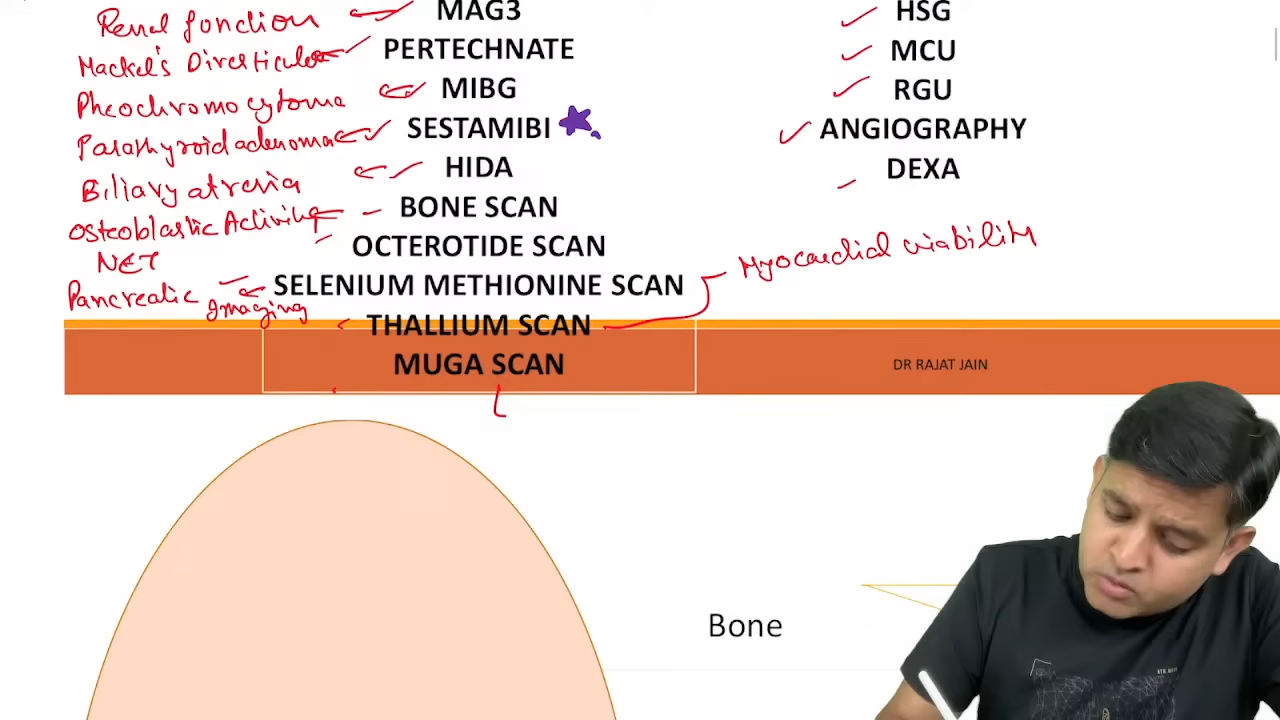 Renal function MAG3 HSG
Mackel's Diverticulum PERTECHNATE MCU
Pheochromocytoma MIBG RGU
Parathyroid adenoma SESTAMIBI ANGIOGRAPHY
Biliary atresia HIDA DEXA
Osteoblastic Activity BONE SCAN
NET OCTEROTIDE SCAN
Pancreatic Imaging SELENIUM METHIONINE SCAN Myocardial viability
THALLIUM SCAN
MUGA SCAN DR RAJAT JAIN
Bone